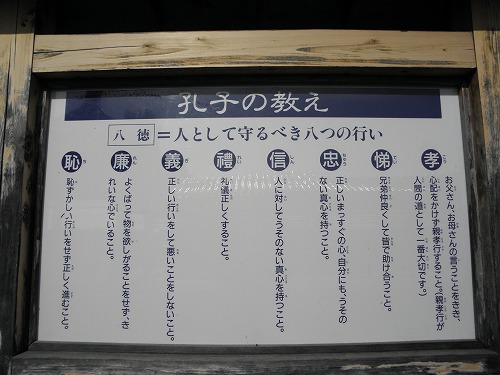 孔子の教え
八徳=人として守るべき八つの行い
孝
お父さん、お母さんの言うことをきき、
心配をかけず親孝行すること。(親孝行が
人間の道として一番大切です。)
悌
兄弟仲良くして皆で助け合うこと。
忠
正しいまっすぐの心、自分にも、うその
ない真心を持つこと。
信
人に対してうそのない真心を持つこと。
禮
礼儀正しくすること。
義
正しい行いをして悪いことをしないこと。
廉
よくばって物を欲しがることをせず、き
れいな心でいること。
恥
恥ずかしい行いをせず正しく進むこと。